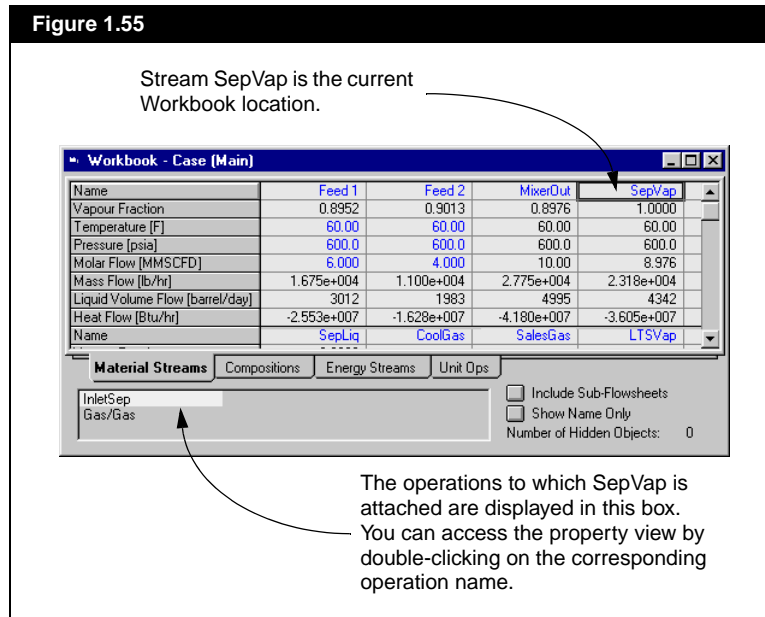 Figure 1.55
Stream SepVap is the current
Workbook location.
Workbook - Case (Main)
Name Feed 1 Feed 2 MixerOut SepVap
Vapour Fraction 0.8952 0.9013 0.8976 1.0000
Temperature [F] 60.00 60.00 60.00 60.00
Pressure [psia] 600.0 600.0 600.0 600.0
Molar Flow [MMSCFD] 6.000 4.000 10.00 8.976
Mass Flow [lb/hr] 1.675e+004 1.100e+004 2.775e+004 2.318e+004
Liquid Volume Flow [barrel/day] 3012 1983 4995 4342
Heat Flow [Btu/hr] -2.553e+007 -1.628e+007 -4.180e+007 -3.605e+007
Name SepLiq CoolGas SalesGas LTSVap
Material Streams Compositions Energy Streams Unit Ops
InletSep
Gas/Gas
Include Sub-Flowsheets
Show Name Only
Number of Hidden Objects: 0
The operations to which SepVap is
attached are displayed in this box.
You can access the property view by
double-clicking on the corresponding
operation name.